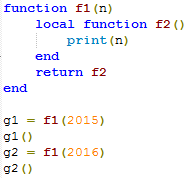 function f1(n)
    local function f2()
        print(n)
    end
    return f2
end

g1 = f1(2015)
g1()
g2 = f1(2016)
g2()